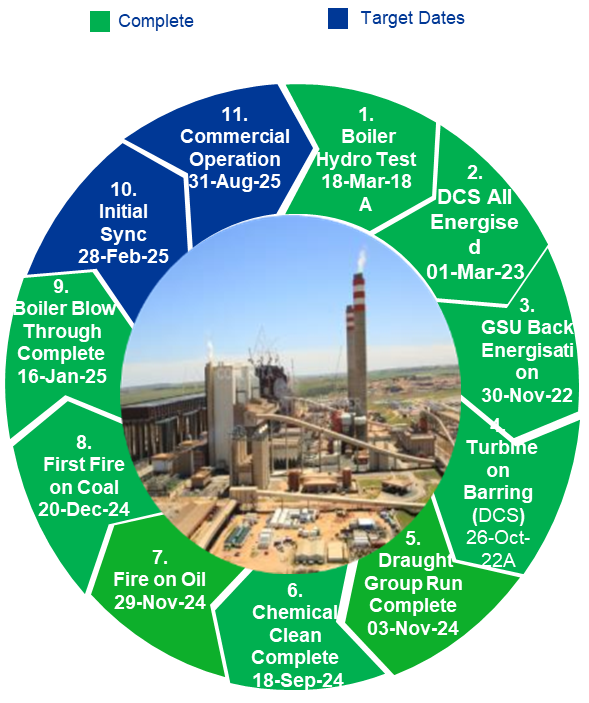 Complete
Target Dates
1.
Boiler
Hydro Test
18-Mar-18
A
2.
DCS All
Energise
d
01-Mar-23
3.
GSU Back
Energisati
on
30-Nov-22
4.
Turbine
on
Barring
(DCS)
26-Oct-
22A
5.
Draught
Group Run
Complete
03-Nov-24
6.
Chemical
Clean
Complete
18-Sep-24
7.
Fire on Oil
29-Nov-24
8.
First Fire
on Coal
20-Dec-24
9.
Boiler Blow
Through
Complete
16-Jan-25
10.
Initial
Sync
28-Feb-25
11.
Commercial
Operation
31-Aug-25